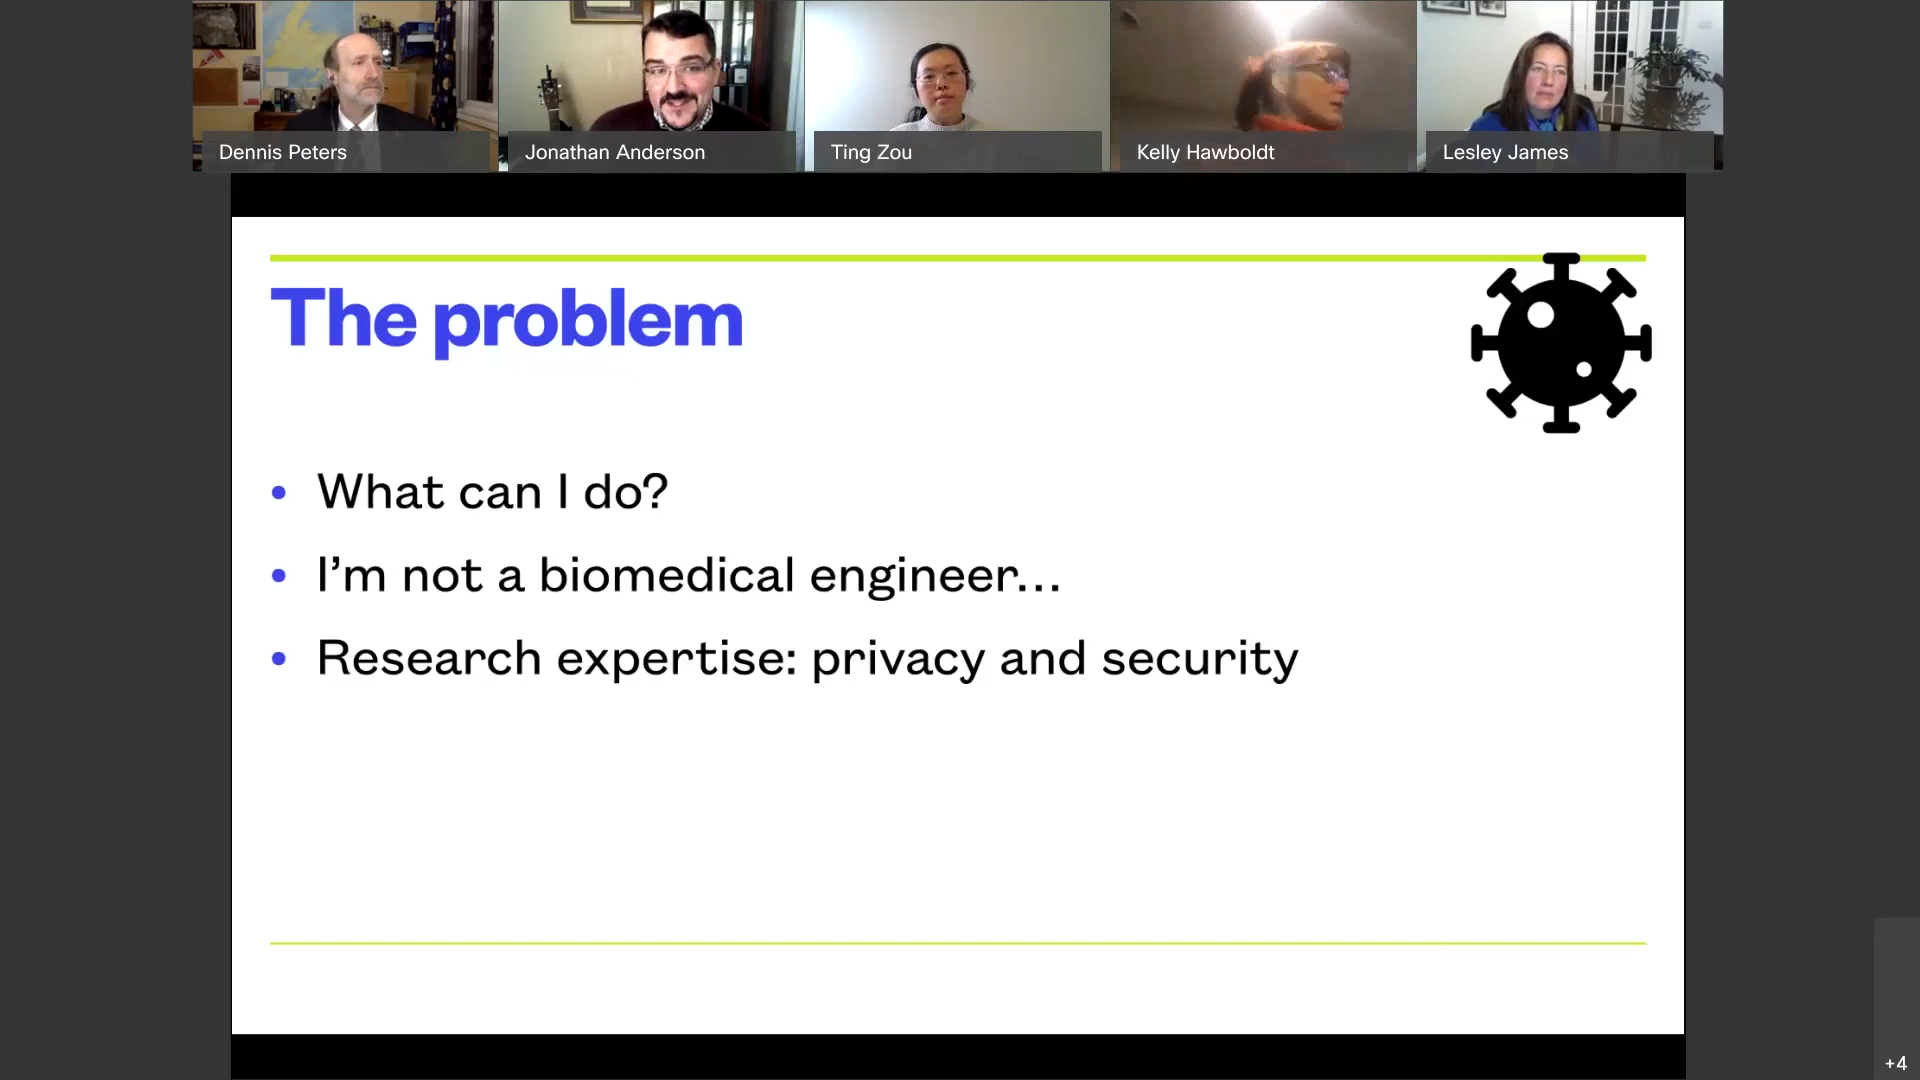 Dennis Peters
Jonathan Anderson
Ting Zou
Kelly Hawboldt
Lesley James
The problem
• What can I do?
• I’m not a biomedical engineer…
• Research expertise: privacy and security
+4